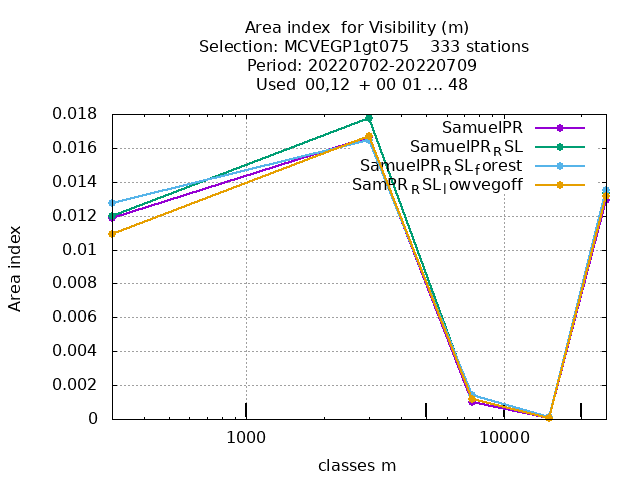 Area index  for Visibility (m)
Selection: MCVEGP1gt075    333 stations
Period: 20220702-20220709
Used  00,12  + 00 01 ... 48
0.018
SamuelPR
0.016
SamuelPR_RSL
SamuelPR_RSL_forest
0.014
SamPR_RSL_lowvegoff
0.012
0.01
0.008
0.006
0.004
0.002
0
Area index
1000
10000
classes m